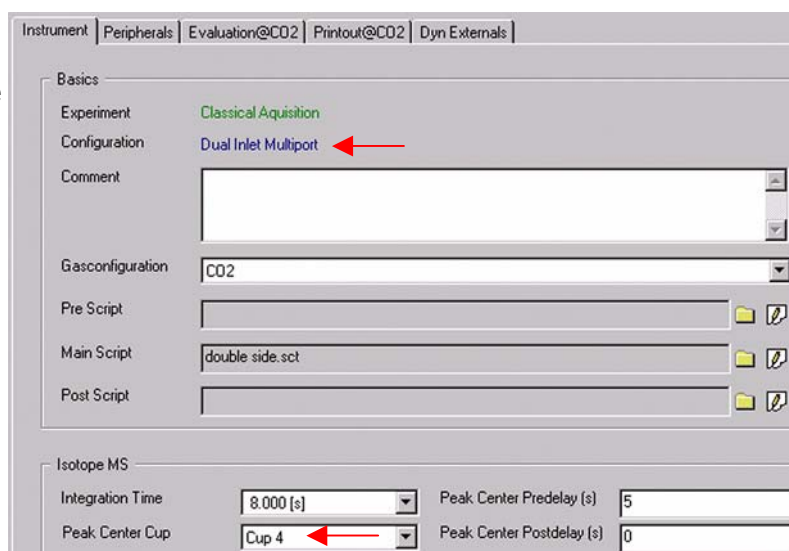 Instrument Peripherals Evaluation@CO2 Printout@CO2 Dyn Externals
Basics
Experiment Classical Aquisition
Configuration Dual Inlet Multiport
Comment
Gasconfiguration CO2
Pre Script
Main Script double side.sct
Post Script
Isotope MS
Integration Time 8.000 [s] Peak Center Predelay (s) 5
Peak Center Cup Cup 4 Peak Center Postdelay (s) 0